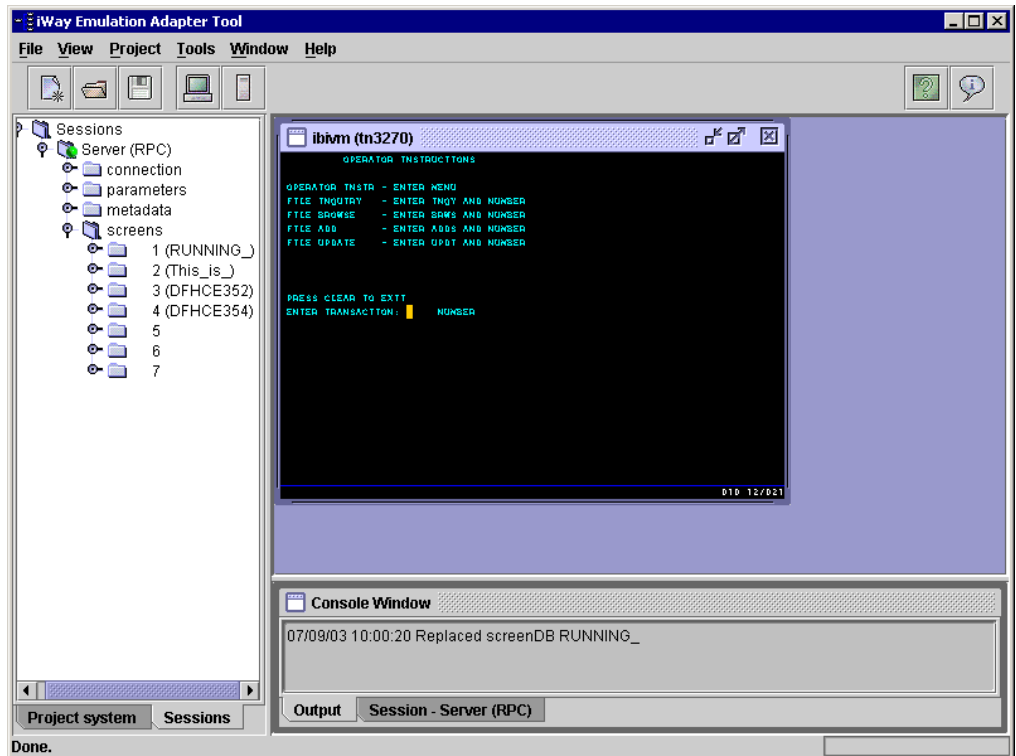 iWay Emulation Adapter Tool
File View Project Tools Window Help
Sessions
Server (RPC)
connection
parameters
metadata
screens
1 (RUNNING_)
2 (This_is_)
3 (DFHCE352)
4 (DFHCE354)
5
6
7
Project system Sessions
ibivm (tn3270)
OPERATOR INSTRUCTIONS
OPERATOR INSTR - ENTER MENU
FILE INQUIRY - ENTER INQY AND NUMBER
FILE BROWSE - ENTER BRWS AND NUMBER
FILE ADD - ENTER ADDS AND NUMBER
FILE UPDATE - ENTER UPDT AND NUMBER
PRESS CLEAR TO EXIT
ENTER TRANSACTION: NUMBER
010 12/021
Console Window
07/09/03 10:00:20 Replaced screenDB RUNNING_
Output Session - Server (RPC)
Done.